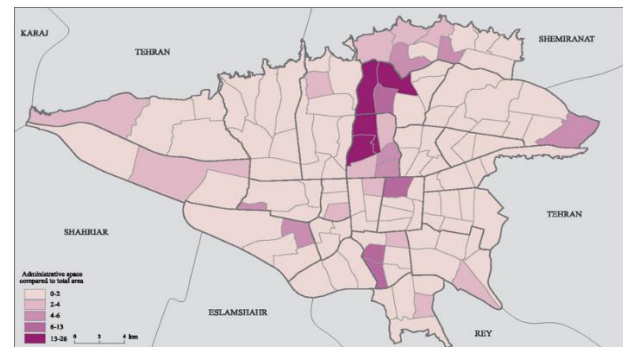 KARAJ
TEHRAN
SHEMIRANAT
TEHRAN
SHAHRIAR
ESLAMSHAHR
REY
Administrative space
compared to total area
0-2
2-4
4-6
6-13
13-26
0 2 4 km